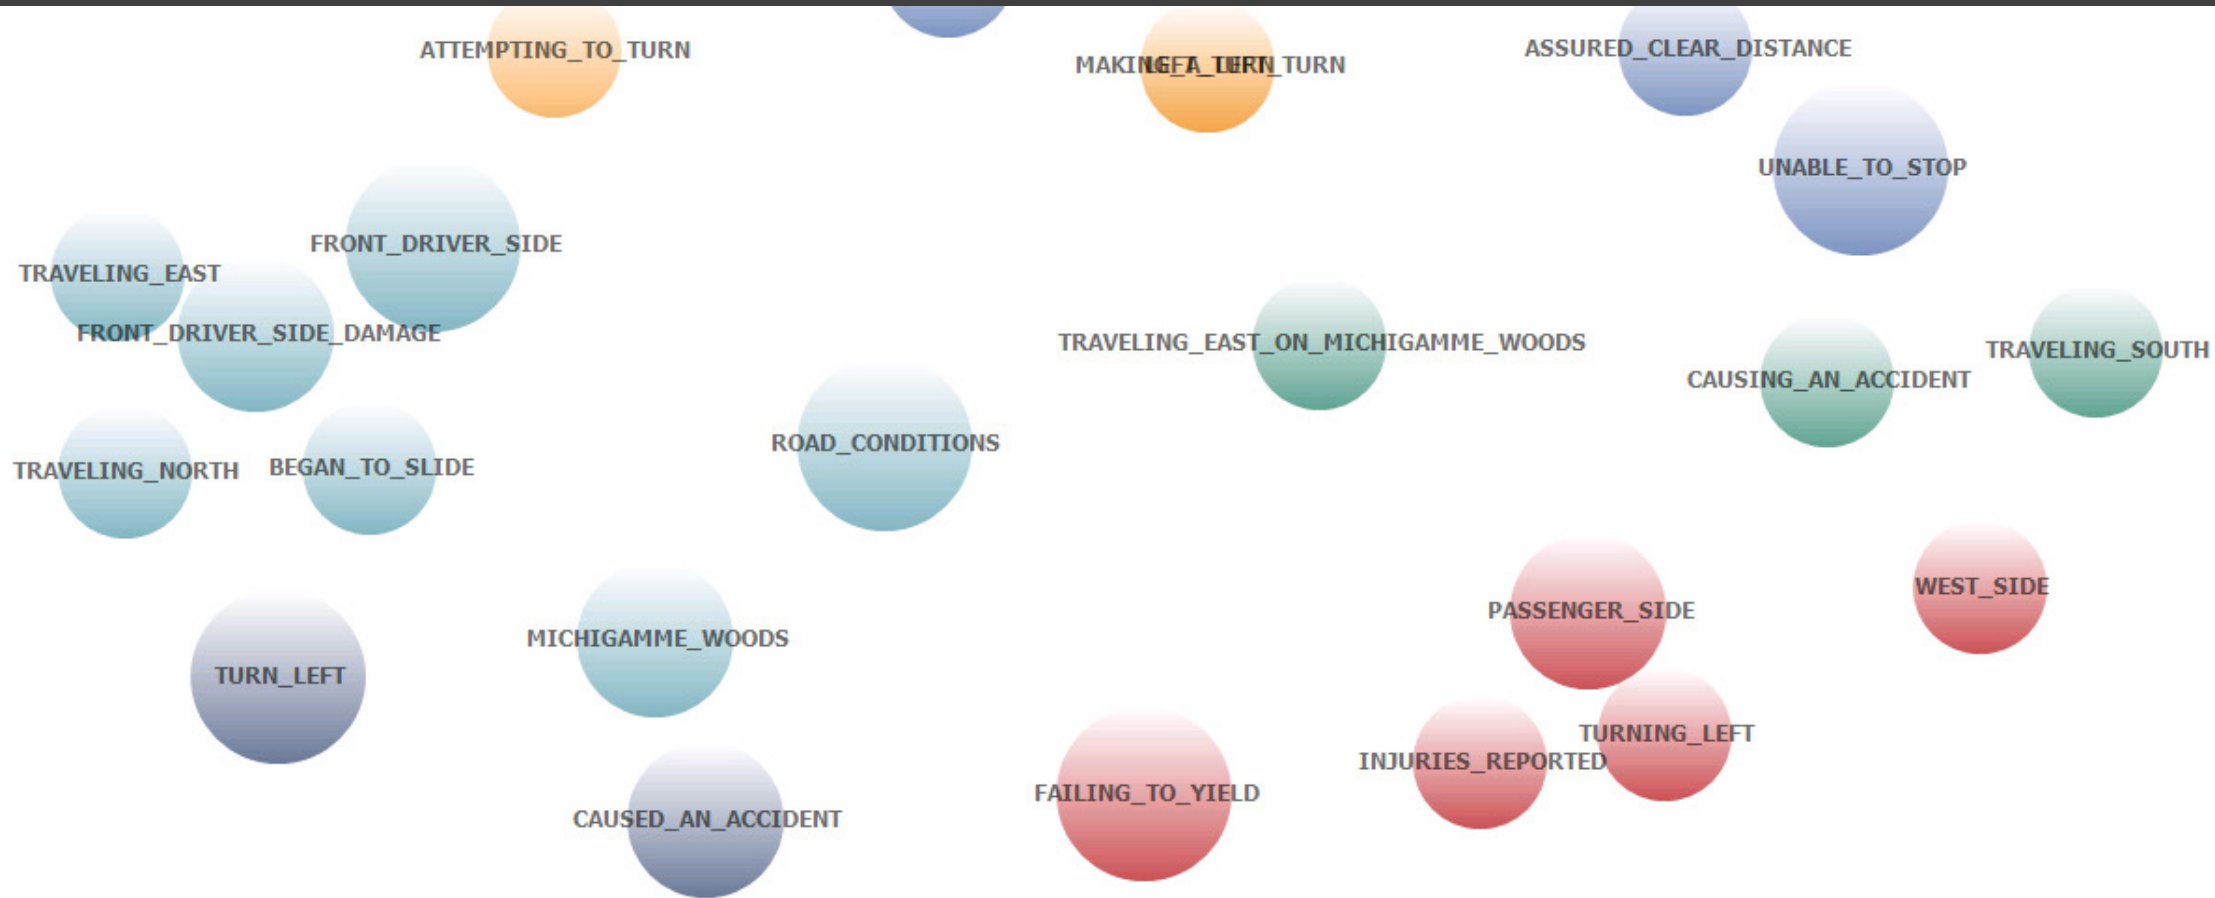 ATTEMPTING_TO_TURN
ASSURED_CLEAR_DISTANCE
UNABLE_TO_STOP
FRONT_DRIVER_SIDE
TRAVELING_EAST
FRONT_DRIVER_SIDE_DAMAGE
TRAVELING_EAST_ON_MICHIGAMME_WOODS
TRAVELING_SOUTH
CAUSING_AN_ACCIDENT
ROAD_CONDITIONS
TRAVELING_NORTH
BEGAN_TO_SLIDE
WEST_SIDE
PASSENGER_SIDE
MICHIGAMME_WOODS
TURN_LEFT
TURNING_LEFT
INJURIES_REPORTED
FAILING_TO_YIELD
CAUSED_AN_ACCIDENT